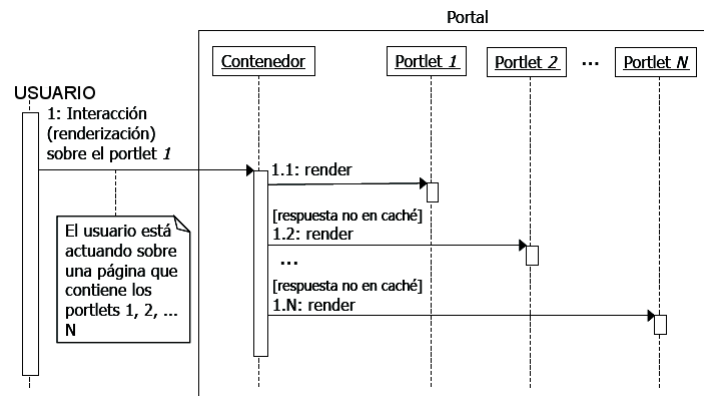 Portal
Contenedor
Portlet 1
Portlet 2
...
Portlet N
USUARIO
1: Interacción
(renderización)
sobre el portlet 1
1.1: render
[respuesta no en caché]
1.2: render
...
[respuesta no en caché]
1.N: render
El usuario está
actuando sobre
una página que
contiene los
portlets 1, 2, ...
N